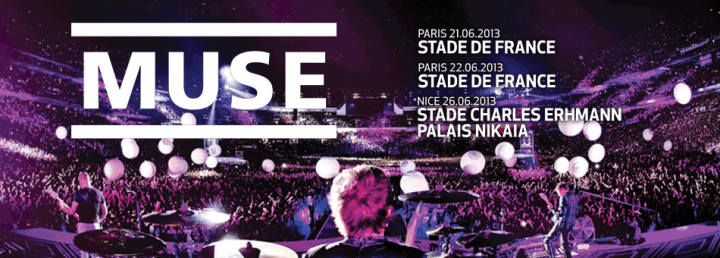 MUSE
PARIS 21.06.2013
STADE DE FRANCE
PARIS 22.06.2013
STADE DE FRANCE
NICE 26.06.2013
STADE CHARLES ERHMANN
PALAIS NIKAIA